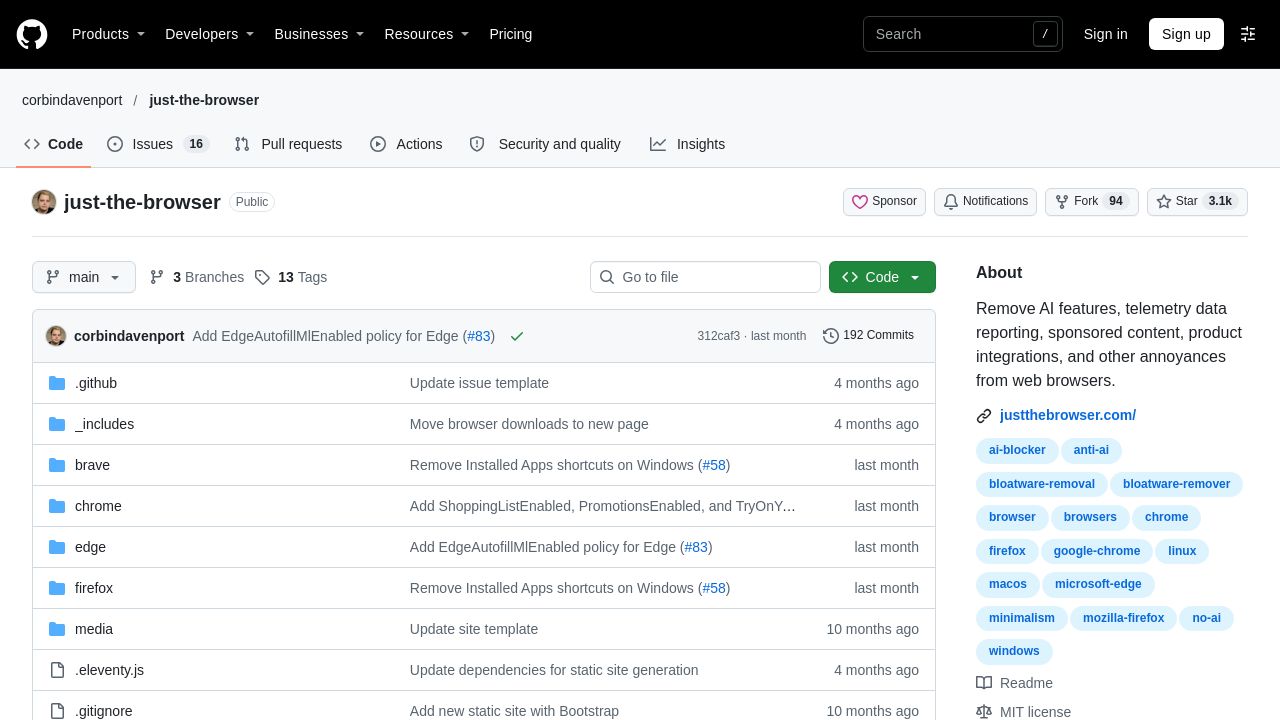 Products Developers Businesses Resources Pricing Search / Sign in Sign up
corbindavenport / just-the-browser
Code Issues 16 Pull requests Actions Security and quality Insights
just-the-browser Public Sponsor Notifications Fork 94 Star 3.1k
main 3 Branches 13 Tags Go to file Code
corbindavenport Add EdgeAutofillMlEnabled policy for Edge (#83) 312caf3 · last month 192 Commits
.github Update issue template 4 months ago
_includes Move browser downloads to new page 4 months ago
brave Remove Installed Apps shortcuts on Windows (#58) last month
chrome Add ShoppingListEnabled, PromotionsEnabled, and TryOnY… last month
edge Add EdgeAutofillMlEnabled policy for Edge (#83) last month
firefox Remove Installed Apps shortcuts on Windows (#58) last month
media Update site template 10 months ago
.eleventy.js Update dependencies for static site generation 4 months ago
.gitignore Add new static site with Bootstrap 10 months ago
About
Remove AI features, telemetry data
reporting, sponsored content, product
integrations, and other annoyances
from web browsers.
justthebrowser.com/
ai-blocker anti-ai
bloatware-removal bloatware-remover
browser browsers chrome
firefox google-chrome linux
macos microsoft-edge
minimalism mozilla-firefox no-ai
windows
Readme
MIT license